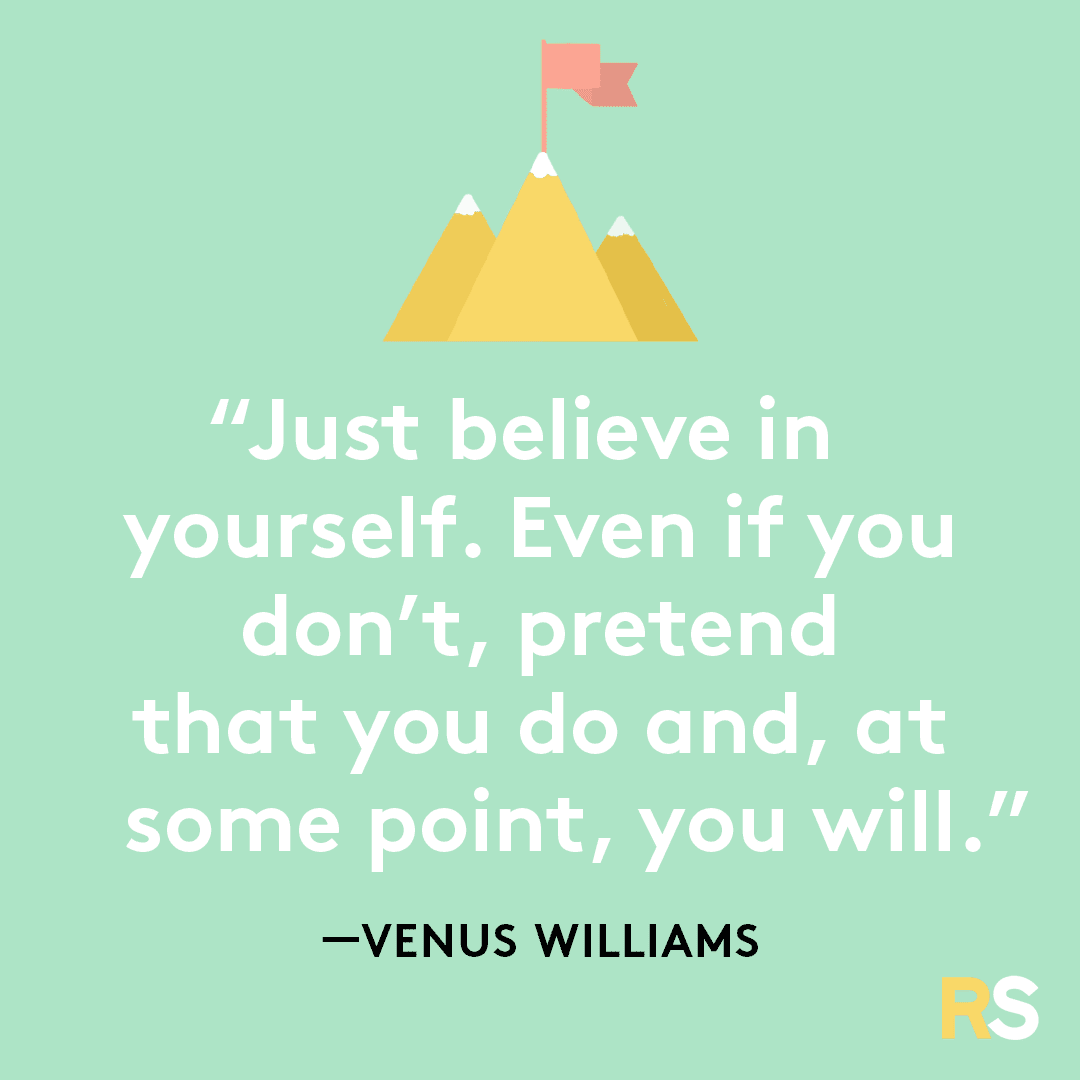 “Just believe in
yourself. Even if you
don’t, pretend
that you do and, at
some point, you will.”
—VENUS WILLIAMS
RS